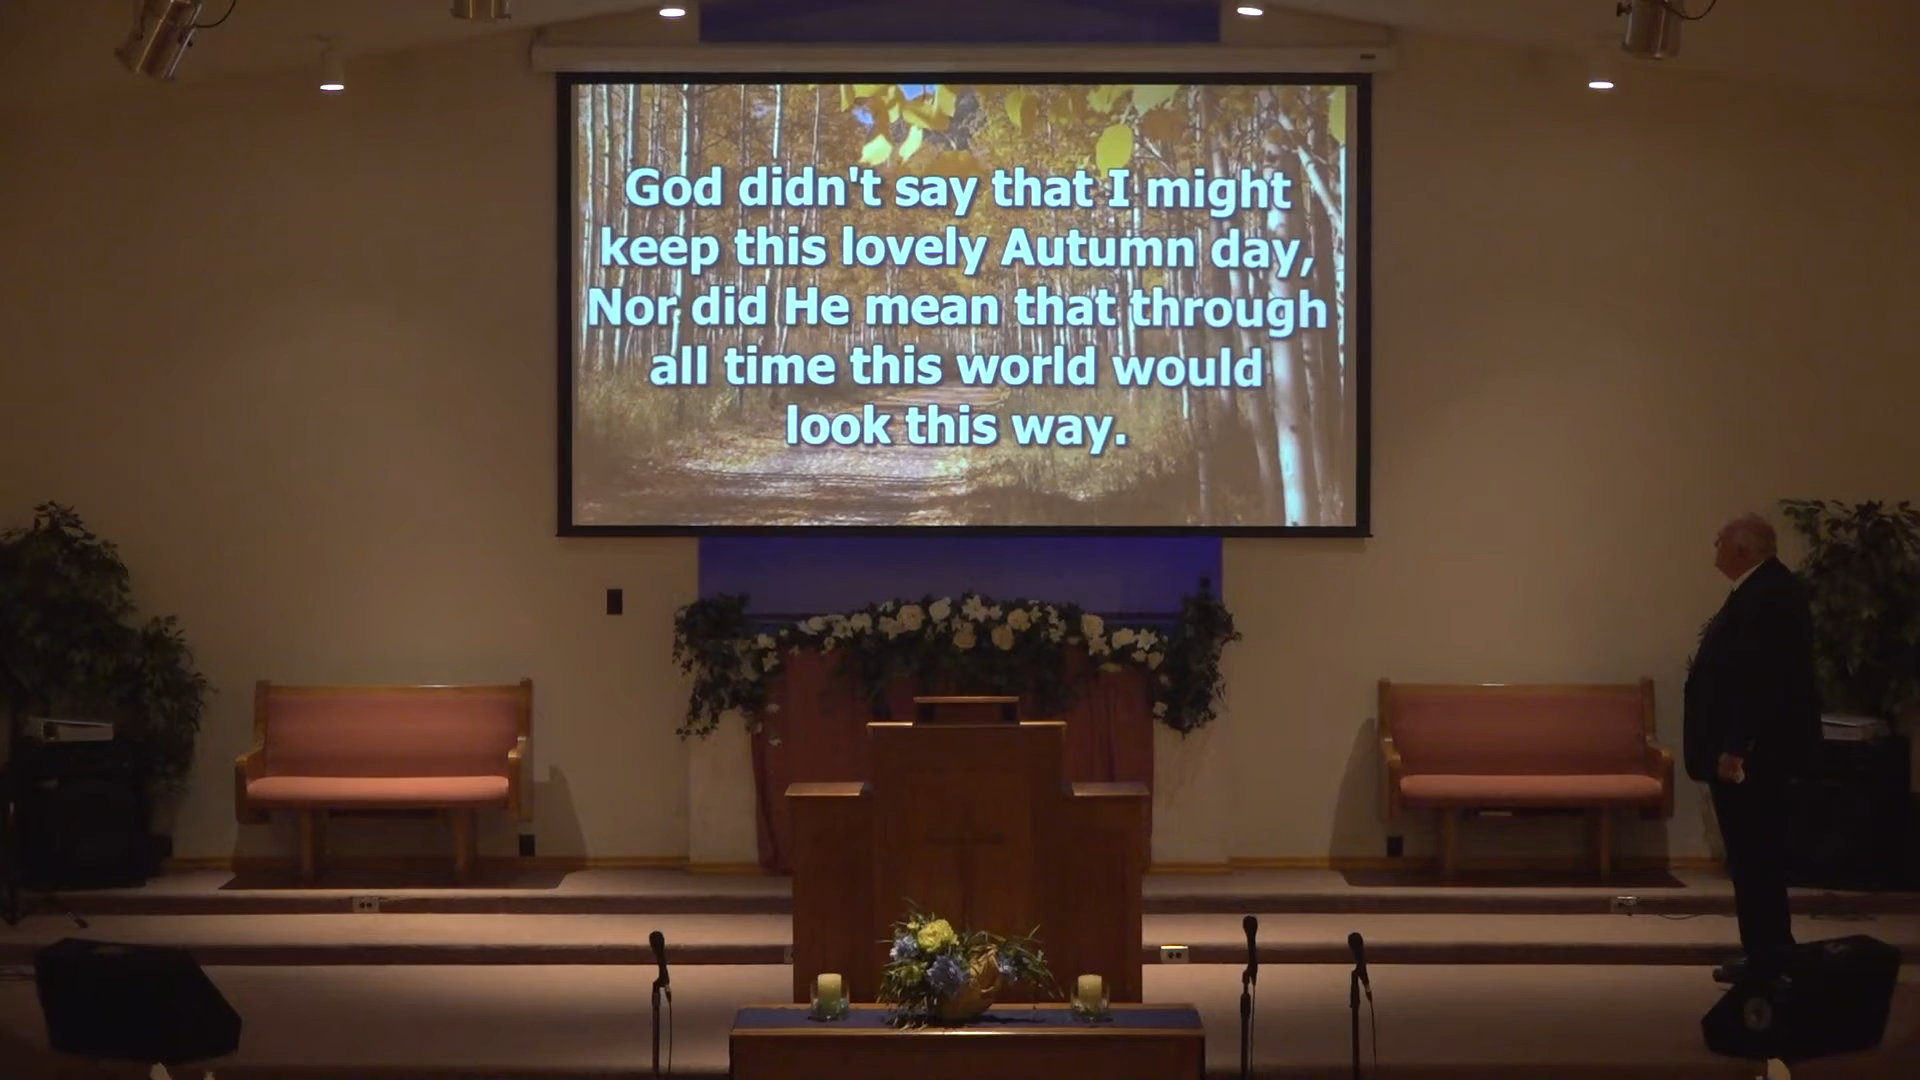 God didn't say that I might
keep this lovely Autumn day,
Nor did He mean that through
all time this world would
look this way.